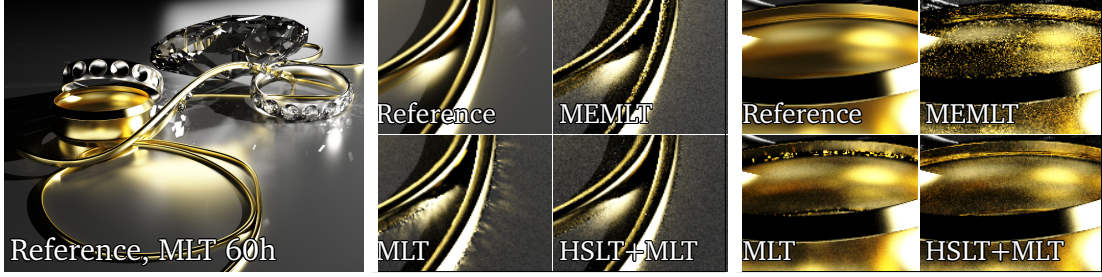 Reference, MLT 60h
Reference
MEMLT
MLT
HSLT+MLT
Reference
MEMLT
MLT
HSLT+MLT